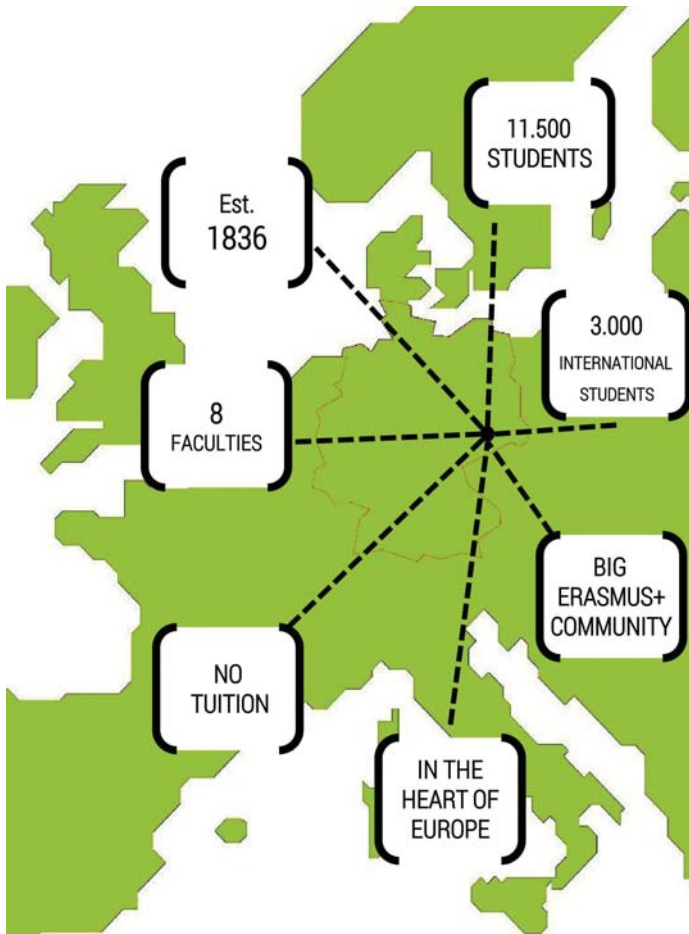 11.500
STUDENTS
Est.
1836
3.000
INTERNATIONAL
STUDENTS
8
FACULTIES
BIG
ERASMUS+
COMMUNITY
NO
TUITION
IN THE
HEART OF
EUROPE